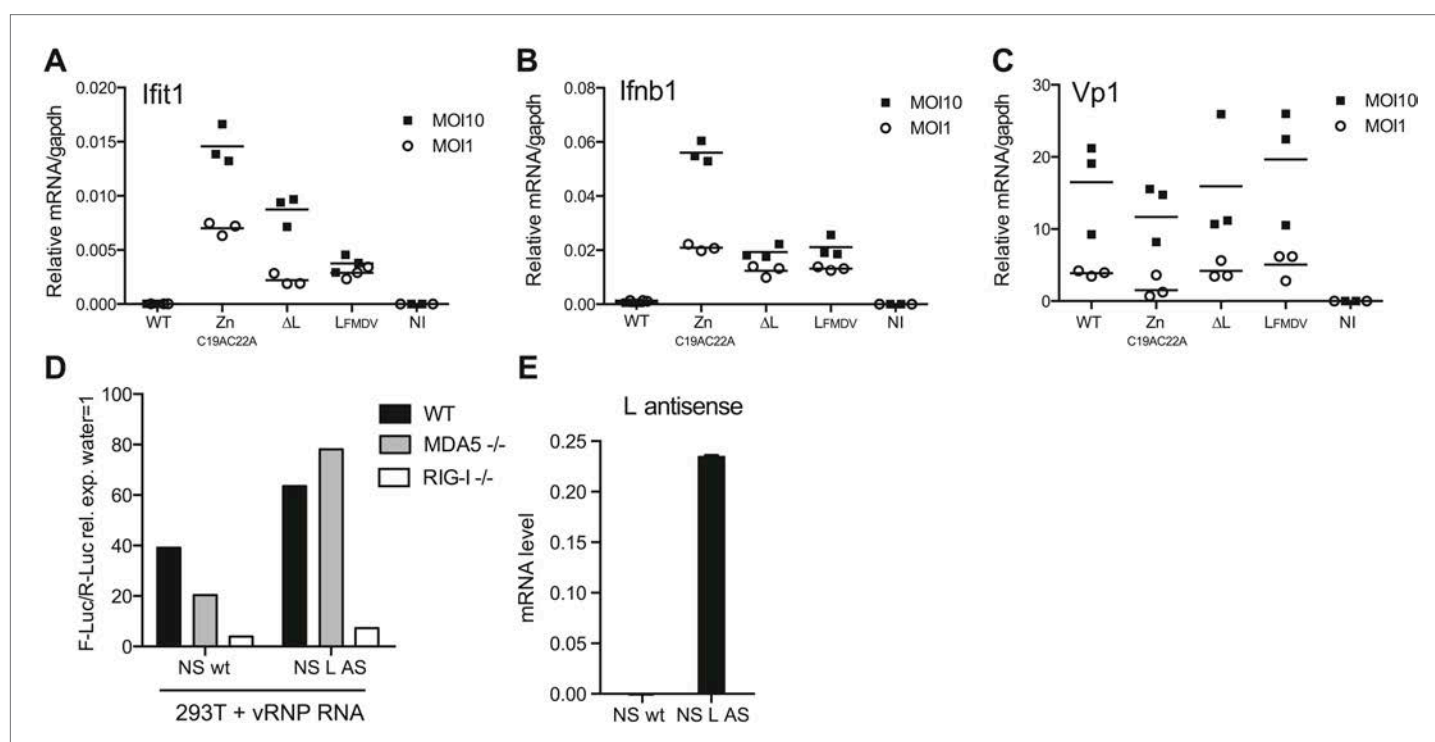 A
Ifit1
Relative mRNA/gapdh
0.020
0.015
0.010
0.005
0.000
MOI10
MOI1
WT
Zn
C19AC22A
ΔL
LFMDV
NI
B
Ifnb1
Relative mRNA/gapdh
0.08
0.06
0.04
0.02
0.00
MOI10
MOI1
WT
Zn
C19AC22A
ΔL
LFMDV
NI
C
Vp1
Relative mRNA/gapdh
30
20
10
0
MOI10
MOI1
WT
Zn
C19AC22A
ΔL
LFMDV
NI
D
F-Luc/R-Luc rel. exp. water=1
100
80
60
40
20
0
WT
MDA5 -/-
RIG-I -/-
NS wt
NS L AS
293T + vRNP RNA
E
L antisense
mRNA level
0.25
0.20
0.15
0.10
0.05
0.00
NS wt
NS L AS